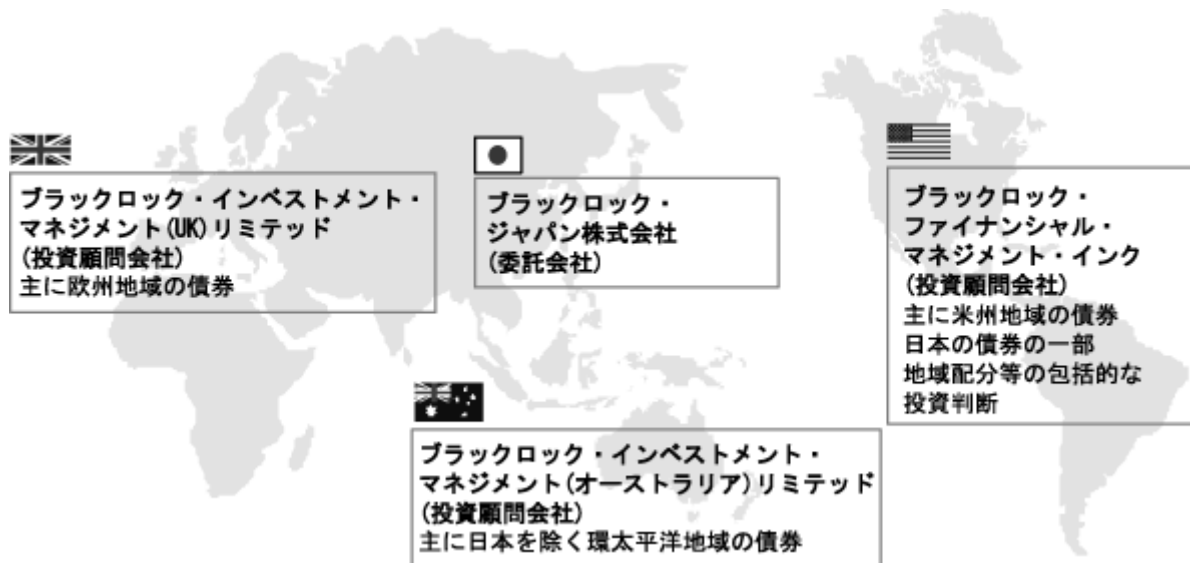 ブラックロック・インベストメント・
マネジメント(UK)リミテッド
(投資顧問会社)
主に欧州地域の債券
ブラックロック・
ジャパン株式会社
(委託会社)
ブラックロック・
ファイナンシャル・
マネジメント・インク
(投資顧問会社)
主に米州地域の債券
日本の債券の一部
地域配分等の包括的な
投資判断
ブラックロック・インベストメント・
マネジメント(オーストラリア)リミテッド
(投資顧問会社)
主に日本を除く環太平洋地域の債券